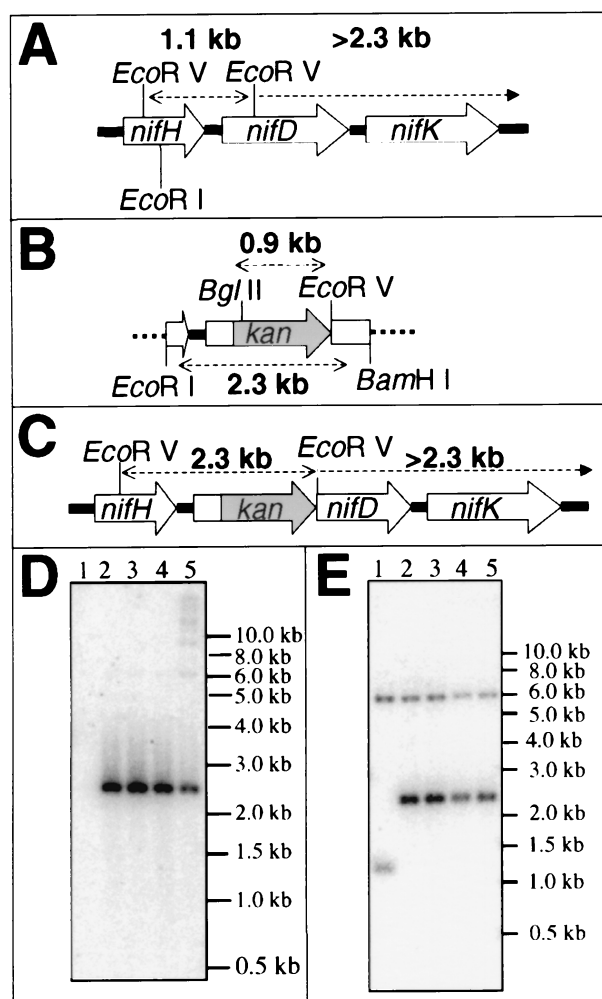 A
1.1 kb >2.3 kb
EcoR V EcoR V
nifH nifD nifK
EcoR I
B
0.9 kb
Bgl II EcoR V
kan
EcoR I 2.3 kb BamH I
C
EcoR V 2.3 kb EcoR V >2.3 kb
nifH kan nifD nifK
D
1 2 3 4 5
10.0 kb
8.0 kb
6.0 kb
5.0 kb
4.0 kb
3.0 kb
2.0 kb
1.5 kb
1.0 kb
0.5 kb
E
1 2 3 4 5
10.0 kb
8.0 kb
6.0 kb
5.0 kb
4.0 kb
3.0 kb
2.0 kb
1.5 kb
1.0 kb
0.5 kb